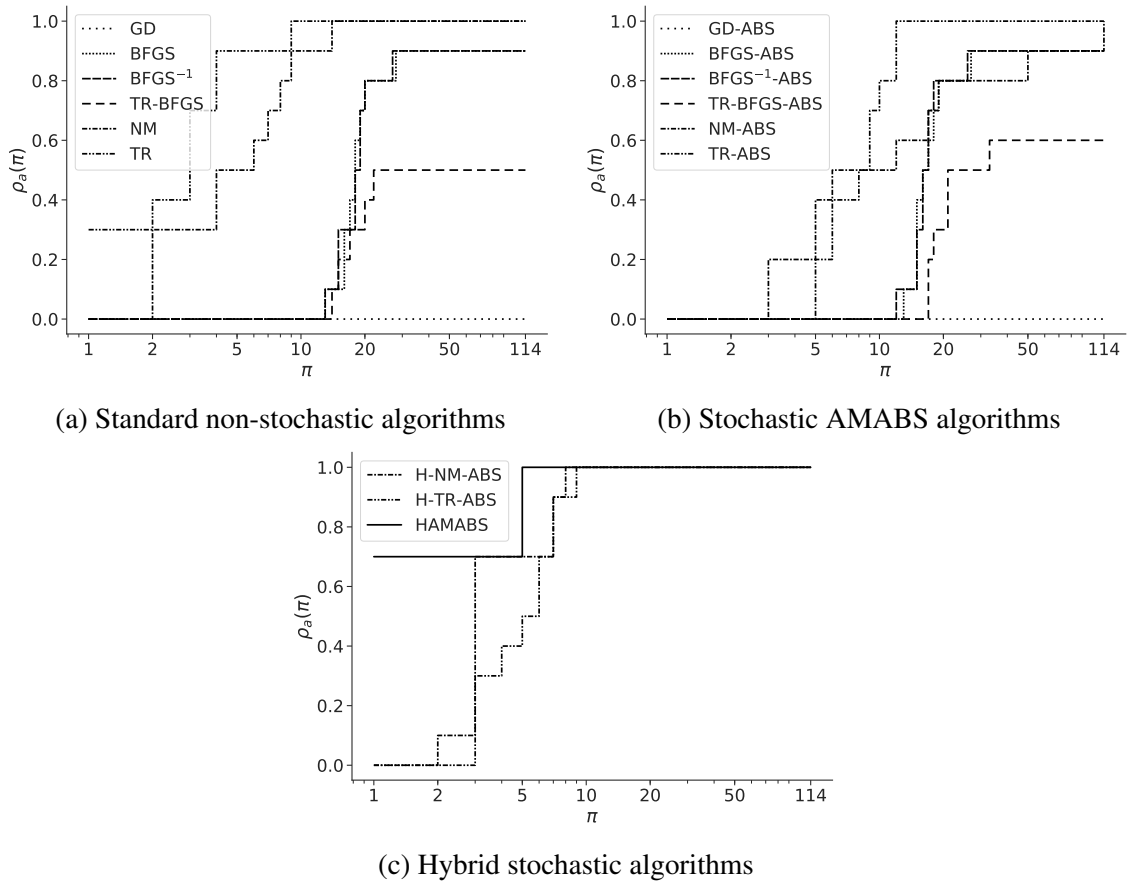 1.0
0.8
0.6
0.4
0.2
0.0
ρa(π)
GD
BFGS
BFGS⁻¹
TR-BFGS
NM
TR
1 2 5 10 20 50 114
π
(a) Standard non-stochastic algorithms
1.0
0.8
0.6
0.4
0.2
0.0
ρa(π)
GD-ABS
BFGS-ABS
BFGS⁻¹-ABS
TR-BFGS-ABS
NM-ABS
TR-ABS
1 2 5 10 20 50 114
π
(b) Stochastic AMABS algorithms
1.0
0.8
0.6
0.4
0.2
0.0
ρa(π)
H-NM-ABS
H-TR-ABS
HAMABS
1 2 5 10 20 50 114
π
(c) Hybrid stochastic algorithms